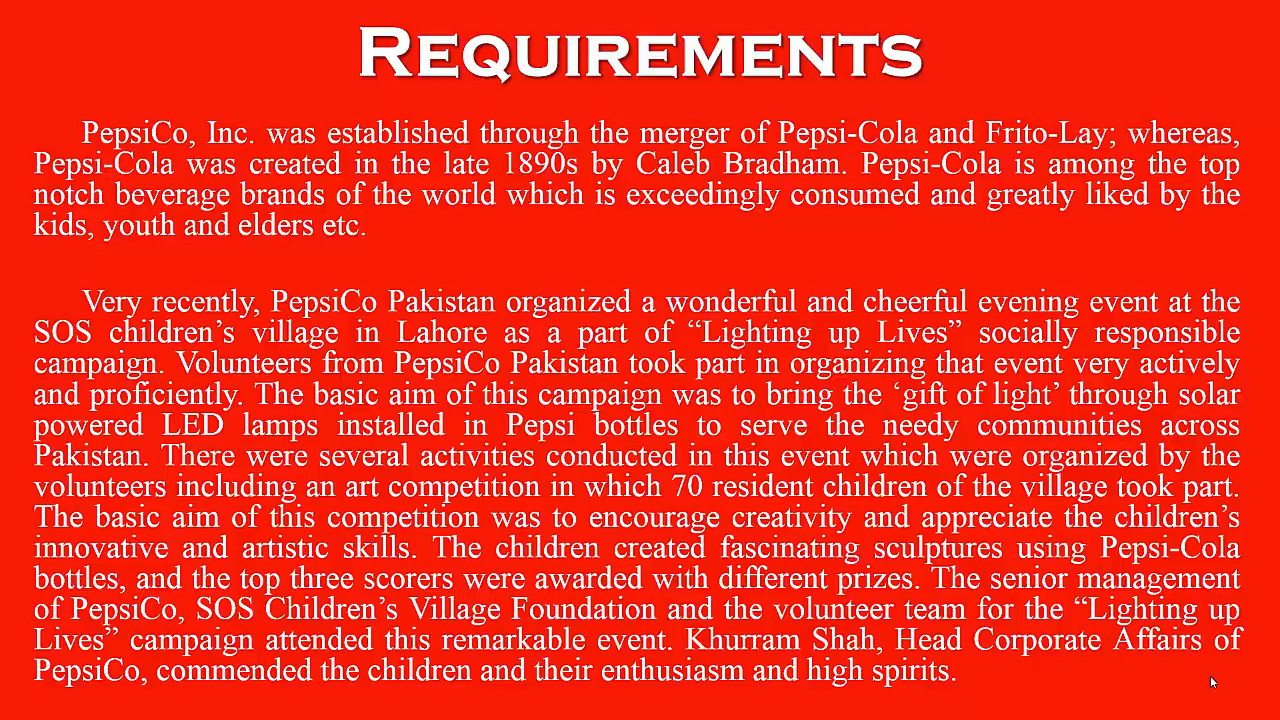 REQUIREMENTS
PepsiCo, Inc. was established through the merger of Pepsi-Cola and Frito-Lay; whereas,
Pepsi-Cola was created in the late 1890s by Caleb Bradham. Pepsi-Cola is among the top
notch beverage brands of the world which is exceedingly consumed and greatly liked by the
kids, youth and elders etc.
Very recently, PepsiCo Pakistan organized a wonderful and cheerful evening event at the
SOS children’s village in Lahore as a part of “Lighting up Lives” socially responsible
campaign. Volunteers from PepsiCo Pakistan took part in organizing that event very actively
and proficiently. The basic aim of this campaign was to bring the ‘gift of light’ through solar
powered LED lamps installed in Pepsi bottles to serve the needy communities across
Pakistan. There were several activities conducted in this event which were organized by the
volunteers including an art competition in which 70 resident children of the village took part.
The basic aim of this competition was to encourage creativity and appreciate the children’s
innovative and artistic skills. The children created fascinating sculptures using Pepsi-Cola
bottles, and the top three scorers were awarded with different prizes. The senior management
of PepsiCo, SOS Children’s Village Foundation and the volunteer team for the “Lighting up
Lives” campaign attended this remarkable event. Khurram Shah, Head Corporate Affairs of
PepsiCo, commended the children and their enthusiasm and high spirits.